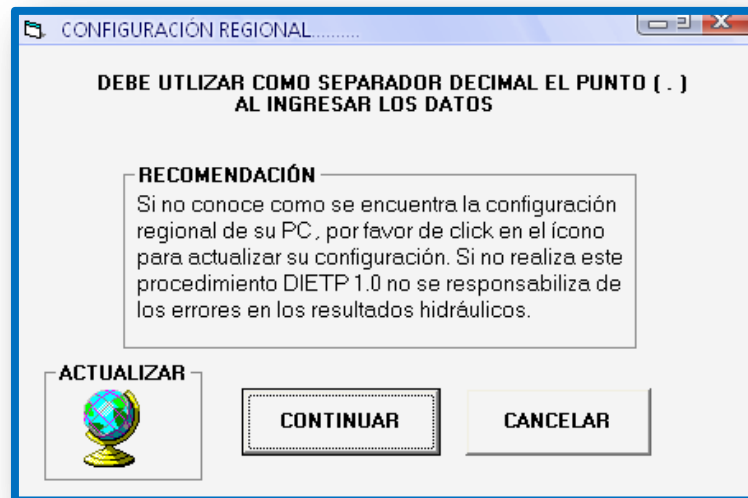 CONFIGURACIÓN REGIONAL..........
DEBE UTLIZAR COMO SEPARADOR DECIMAL EL PUNTO ( . )
AL INGRESAR LOS DATOS
RECOMENDACIÓN
Si no conoce como se encuentra la configuración
regional de su PC, por favor de click en el ícono
para actualizar su configuración. Si no realiza este
procedimiento DIETP 1.0 no se responsabiliza de
los errores en los resultados hidráulicos.
ACTUALIZAR
CONTINUAR
CANCELAR